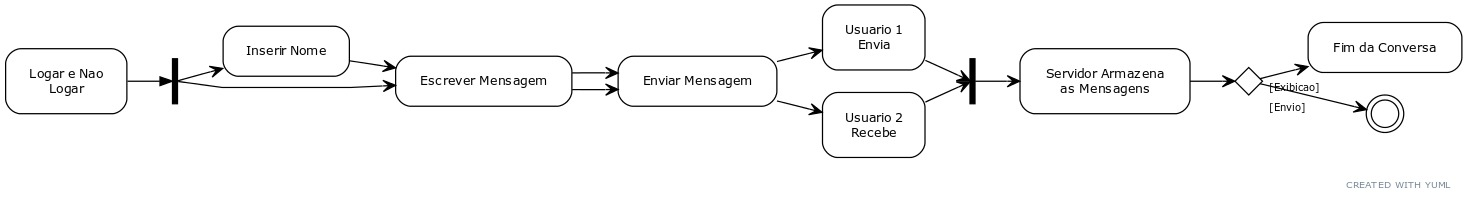 Logar e Nao
Logar
Inserir Nome
Escrever Mensagem
Enviar Mensagem
Usuario 1
Envia
Usuario 2
Recebe
Servidor Armazena
as Mensagens
[Exibicao]
[Envio]
Fim da Conversa
CREATED WITH YUML